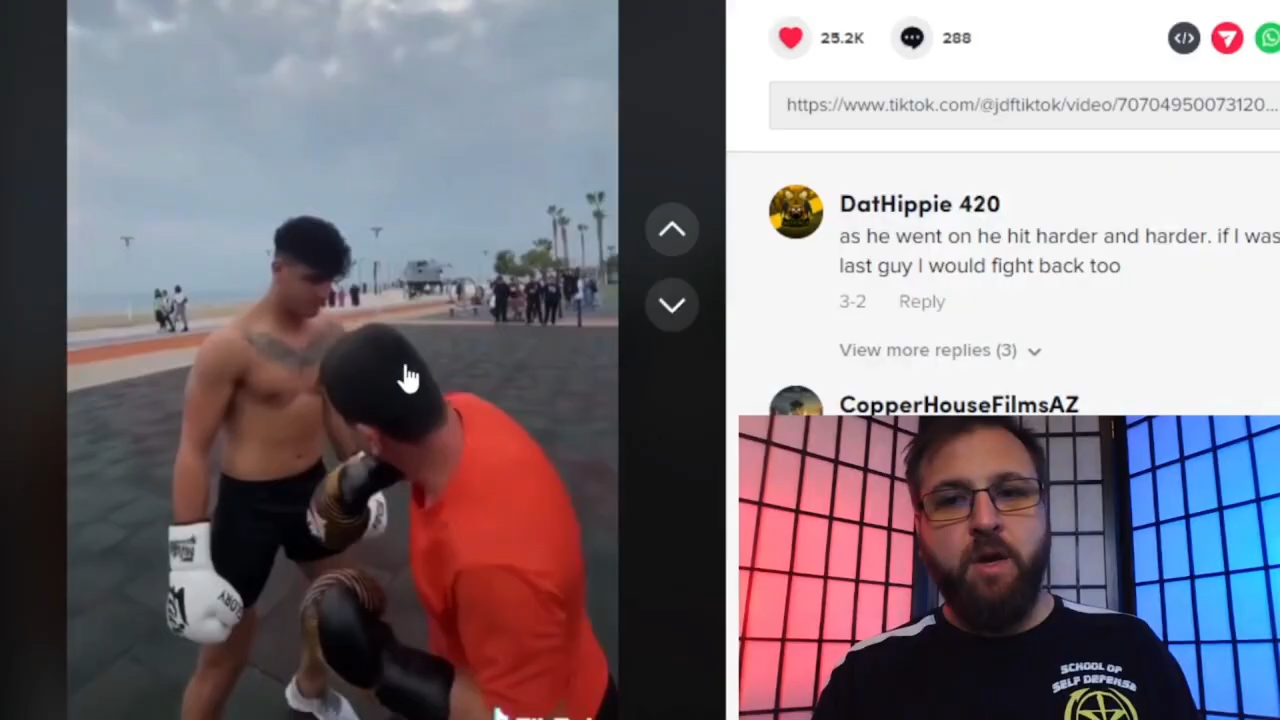 25.2K
288
https://www.tiktok.com/@jdftiktok/video/70704950073120...
DatHippie 420
as he went on he hit harder and harder. if I was
last guy I would fight back too
3-2 Reply
View more replies (3)
CopperHouseFilmsAZ
SCHOOL OF
SELF DEFENSE
GLORY